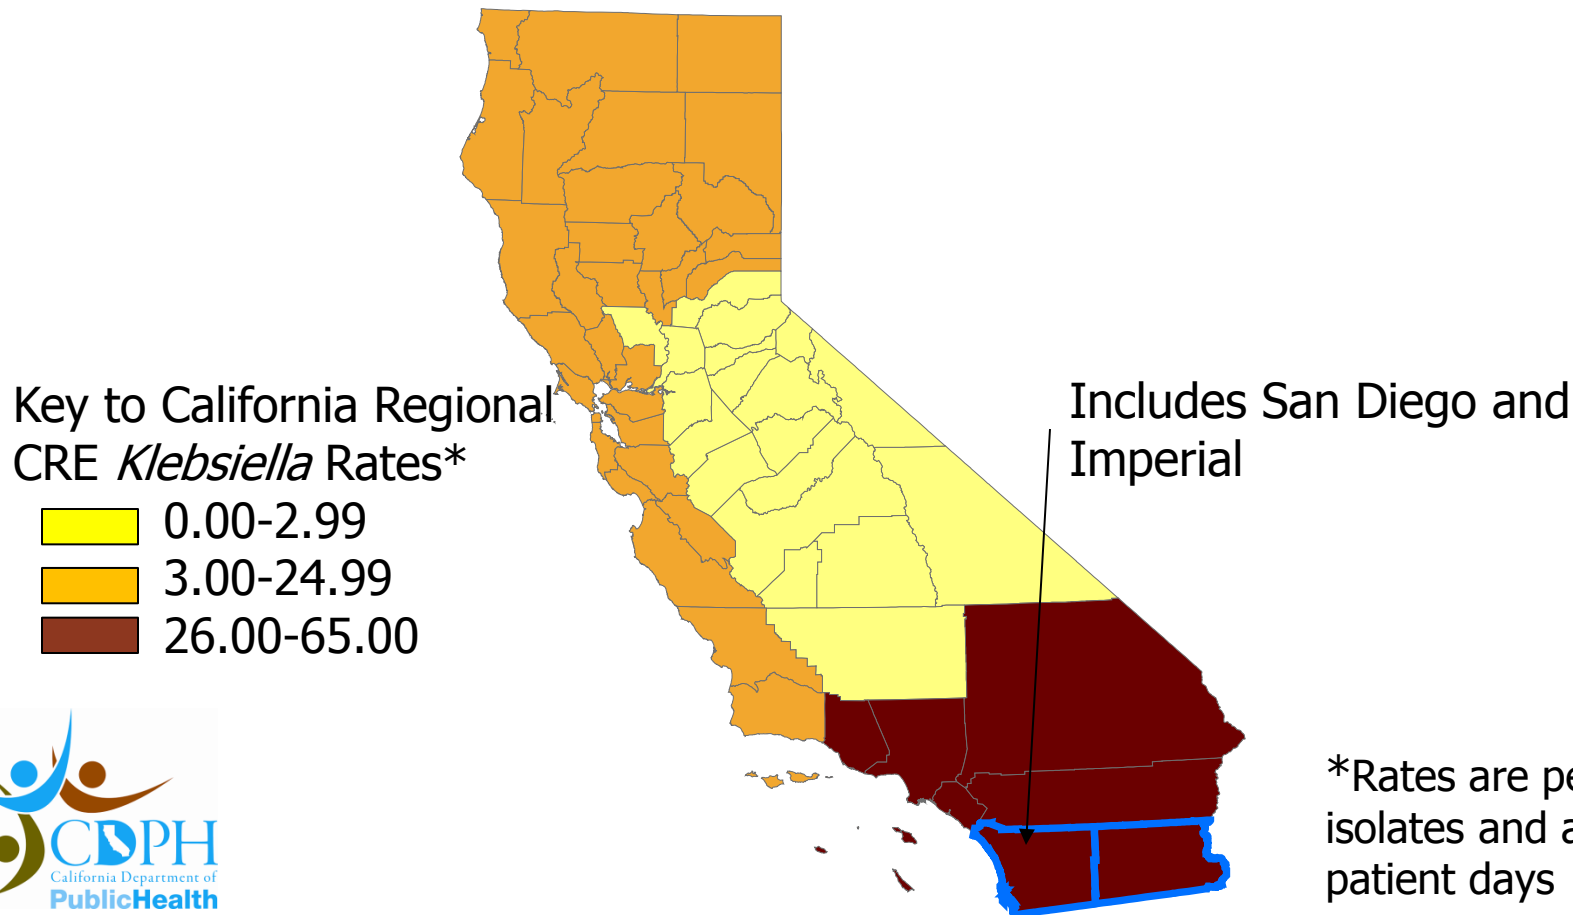 Key to California Regional
CRE Klebsiella Rates*
0.00-2.99
3.00-24.99
26.00-65.00
Includes San Diego and
Imperial
CDPH
California Department of
PublicHealth
*Rates are
isolates and
patient days